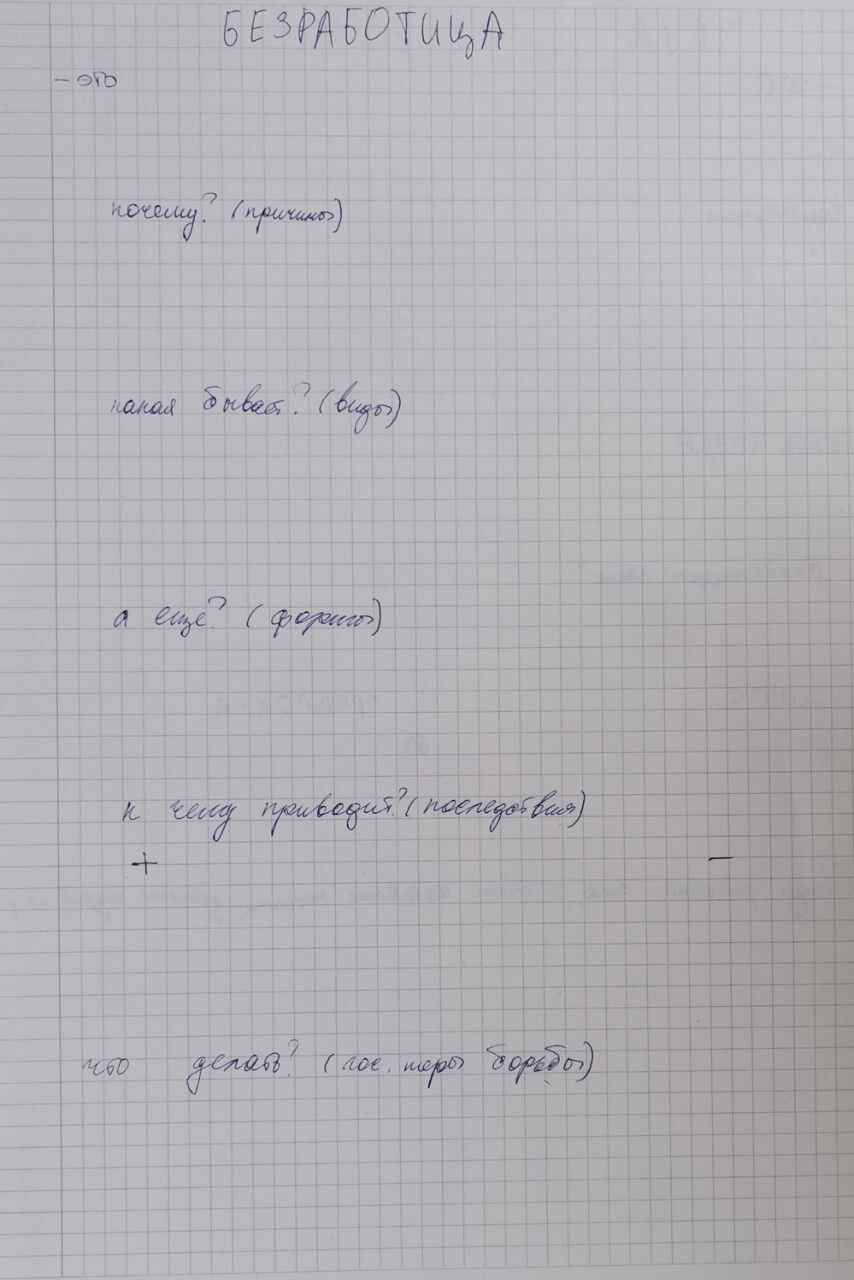 БЕЗРАБОТИЦА
– это
почему? (причины)
какая бывает? (виды)
а еще? (формы)
к чему приводит? (последствия)
+ –
что делать? (гос. меры борьбы)